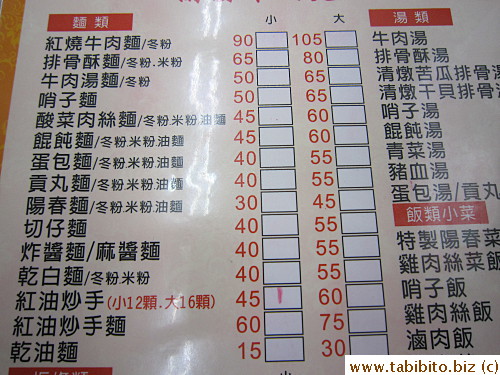 麵類 小 大
紅燒牛肉麵/冬粉 90 105
排骨酥麵/冬粉.米粉 65 80
牛肉湯麵/冬粉 50 65
哨子麵 50 65
酸菜肉絲麵/冬粉.米粉.油麵 45 60
餛飩麵/冬粉.米粉油麵 45 60
蛋包麵/冬粉.米粉油麵 40 55
貢丸麵/冬粉.米粉.油麵 40 55
陽春麵/冬粉.米粉.油麵 30 45
切仔麵 40 55
炸醬麵/麻醬麵 40 55
乾白麵/冬粉.米粉 40 55
紅油炒手(小12顆.大16顆) 45 60
紅油炒手麵 60 75
乾油麵 15 30
小
湯類
牛肉湯
排骨酥湯
清燉苦瓜排骨湯
清燉干貝排骨湯
哨子湯
餛飩湯
青菜湯
豬血湯
蛋包湯/貢丸
飯類小菜
特製陽春菜
雞肉絲菜飯
哨子飯
雞肉絲飯
滷肉飯
www.tabibito.biz (c)